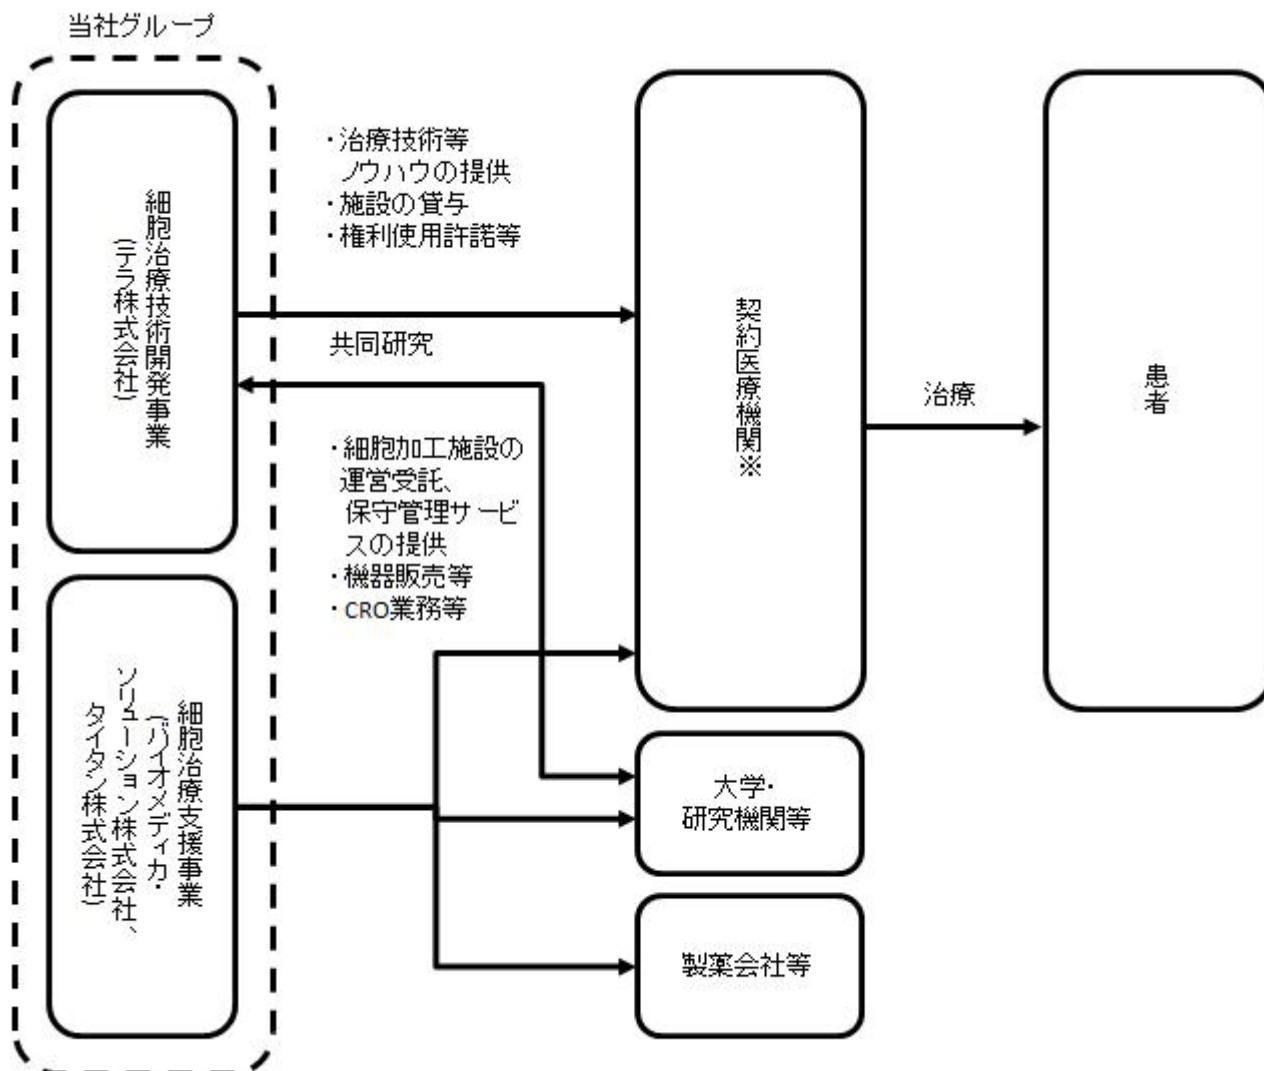 当社グループ
細胞治療技術開発事業
(テラ株式会社)
・治療技術等
ノウハウの提供
・施設の貸与
・権利使用許諾等
共同研究
・細胞加工施設の
運営受託、
保守管理サービ
スの提供
・機器販売等
・CRO業務等
細胞治療支援事業
(バイオメディカ・
ソリューション株式会社、
タイタン株式会社)
契約医療機関※
治療
患者
大学・
研究機関等
製薬会社等